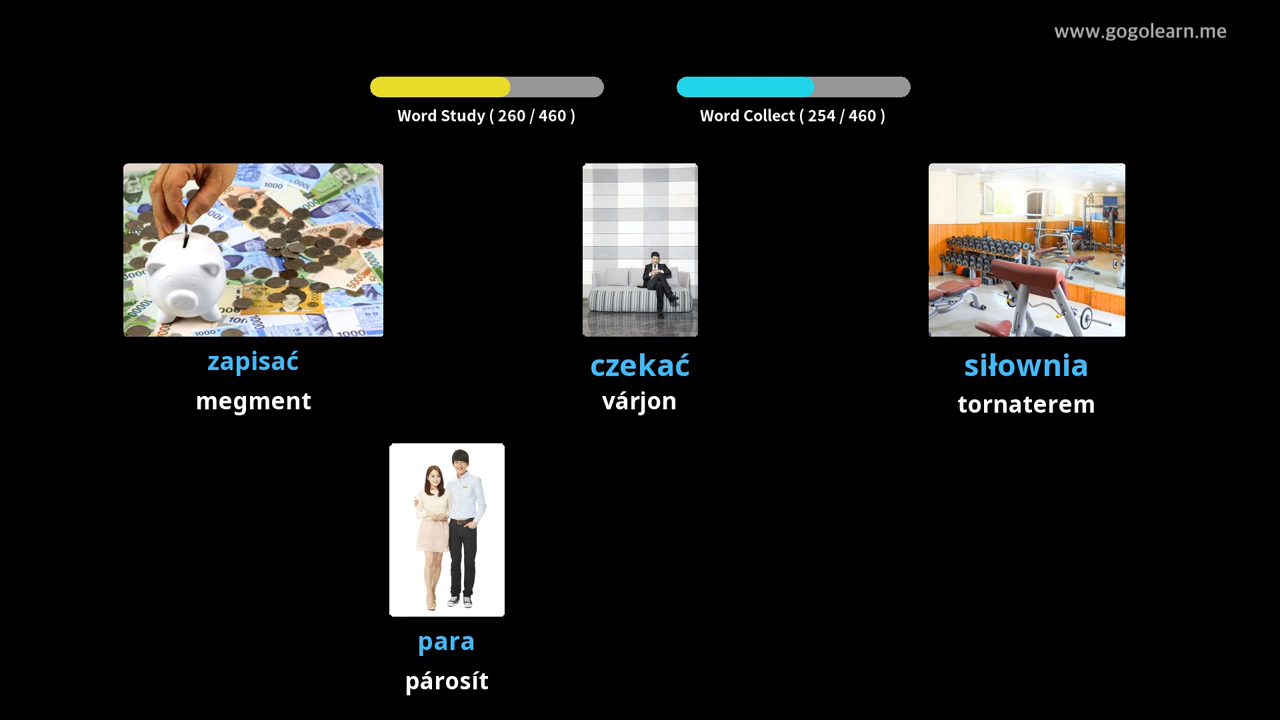 www.gogolearn.me
Word Study ( 260 / 460 )
Word Collect ( 254 / 460 )
zapisać
megment
czekać
várjon
siłownia
tornaterem
para
párosít